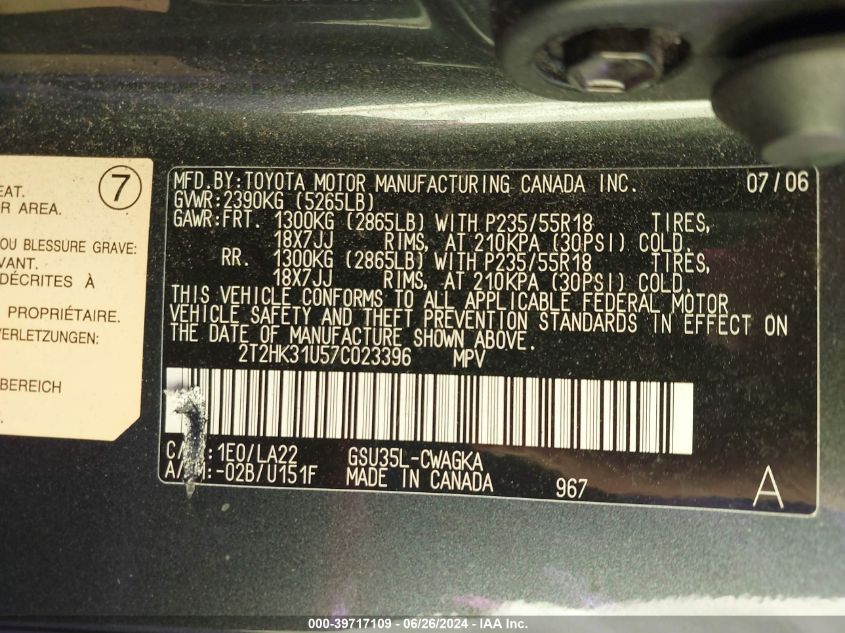 7
EAT.
OR AREA.
OU BLESSURE GRAVE:
VANT.
DÉCRITES À
PROPRIÉTAIRE.
VERLETZUNGEN:
BEREICH
MFD.BY:TOYOTA MOTOR MANUFACTURING CANADA INC. 07/06
GVWR:2390KG (5265LB)
GAWR:FRT. 1300KG (2865LB) WITH P235/55R18 TIRES,
18X7JJ RIMS, AT 210KPA (30PSI) COLD.
RR. 1300KG (2865LB) WITH P235/55R18 TIRES,
18X7JJ RIMS, AT 210KPA (30PSI) COLD.
THIS VEHICLE CONFORMS TO ALL APPLICABLE FEDERAL MOTOR
VEHICLE SAFETY AND THEFT PREVENTION STANDARDS IN EFFECT ON
THE DATE OF MANUFACTURE SHOWN ABOVE.
2T2HK31U57C023396 MPV
C/ :1E0/LA22 GSU35L-CWAGKA
A/ M:-02B/U151F MADE IN CANADA 967 A
000-39717109 - 06/26/2024 - IAA Inc.